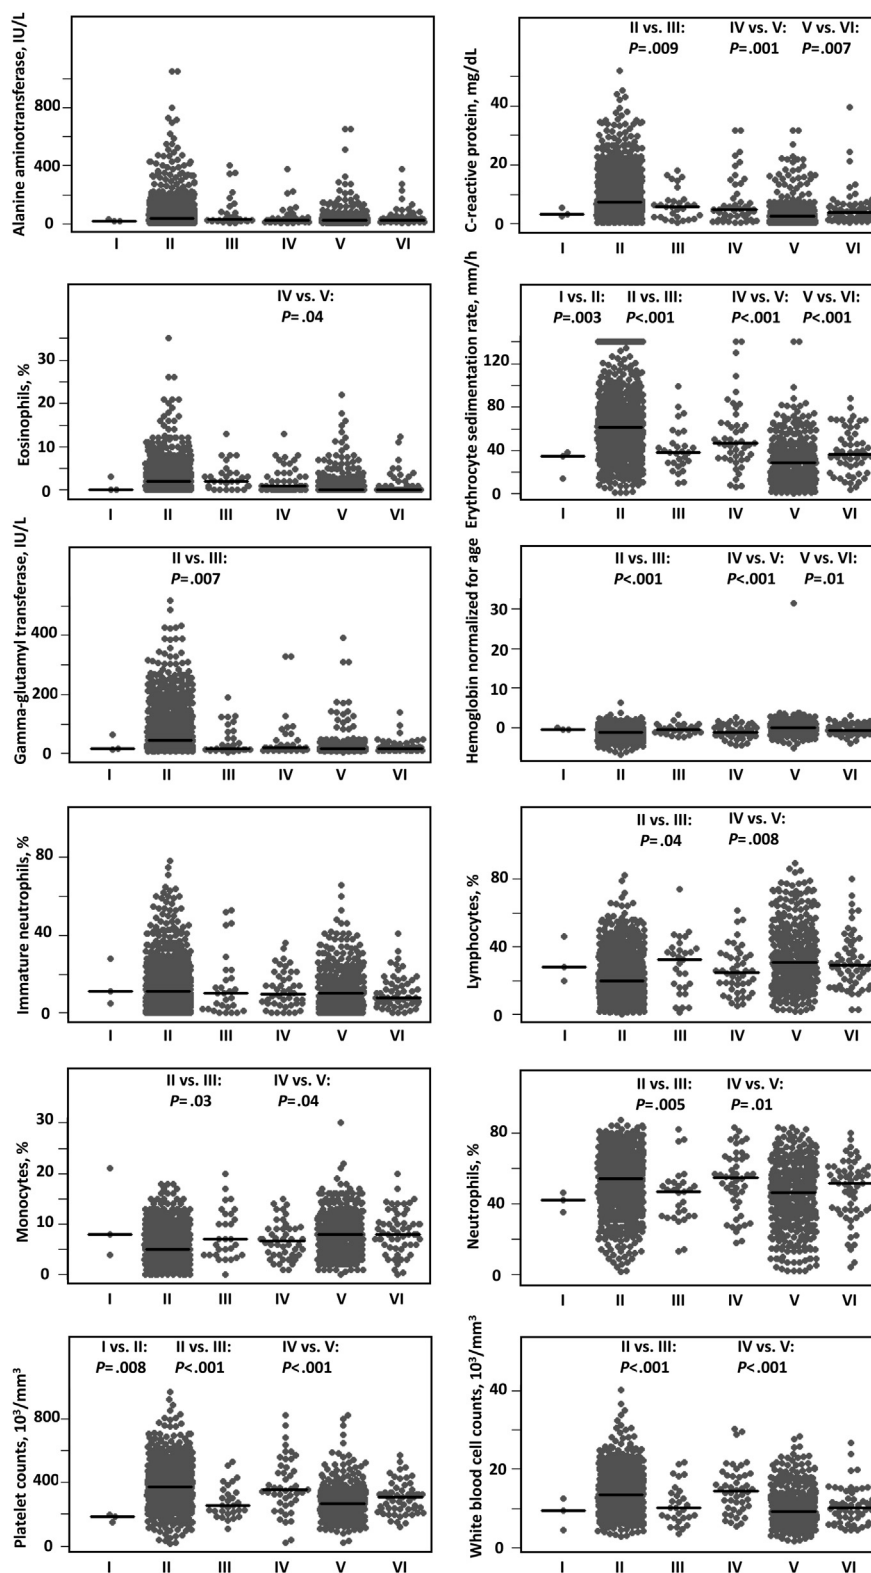 Alanine aminotransferase, IU/L
800
400
0
I II III IV V VI
C-reactive protein, mg/dL
II vs. III: IV vs. V: V vs. VI:
P=.009 P=.001 P=.007
40
20
0
I II III IV V VI
Eosinophils, %
IV vs. V:
P=.04
30
20
10
0
I II III IV V VI
Erythrocyte sedimentation rate, mm/h
I vs. II: II vs. III: IV vs. V: V vs. VI:
P=.003 P<.001 P<.001 P<.001
120
80
40
0
I II III IV V VI
Gamma-glutamyl transferase, IU/L
II vs. III:
P=.007
400
200
0
I II III IV V VI
Hemoglobin normalized for age
II vs. III: IV vs. V: V vs. VI:
P<.001 P<.001 P=.01
30
20
10
0
I II III IV V VI
Immature neutrophils, %
80
40
0
I II III IV V VI
Lymphocytes, %
II vs. III: IV vs. V:
P=.04 P=.008
80
40
0
I II III IV V VI
Monocytes, %
II vs. III: IV vs. V:
P=.03 P=.04
30
20
10
0
I II III IV V VI
Neutrophils, %
II vs. III: IV vs. V:
P=.005 P=.01
80
40
0
I II III IV V VI
Platelet counts, 10³/mm³
I vs. II: II vs. III: IV vs. V:
P=.008 P<.001 P<.001
800
400
0
I II III IV V VI
White blood cell counts, 10³/mm³
II vs. III: IV vs. V:
P<.001 P<.001
40
20
0
I II III IV V VI